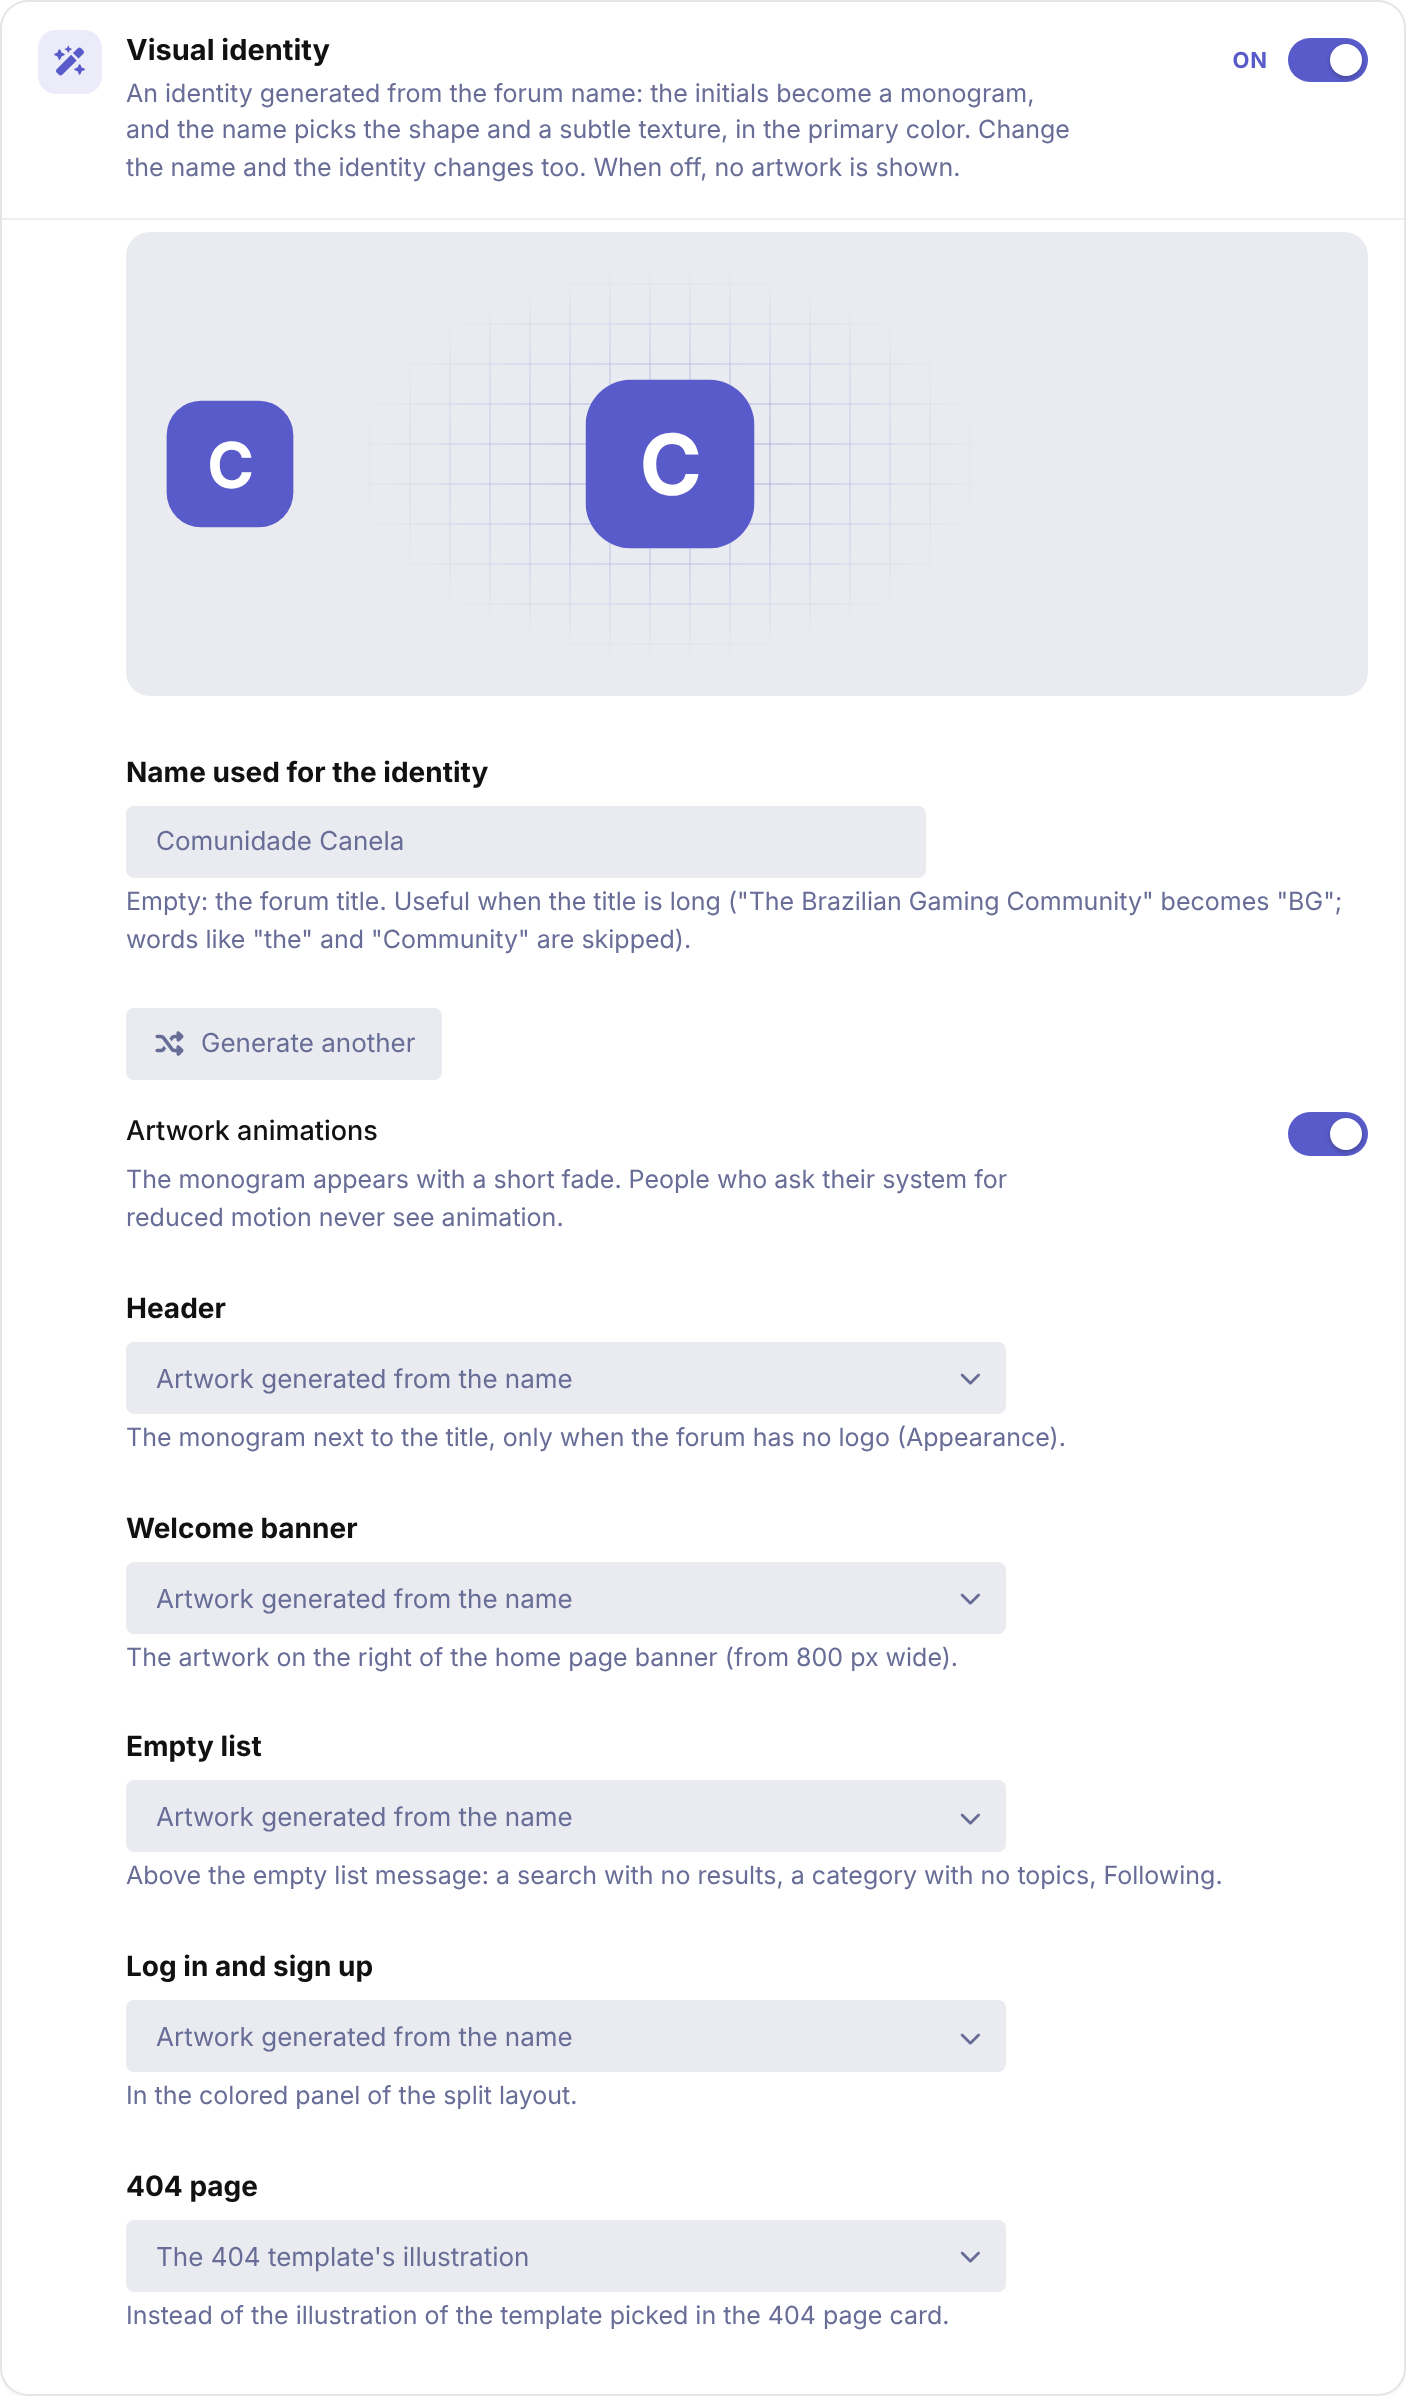 Visual identity
ON
An identity generated from the forum name: the initials become a monogram,
and the name picks the shape and a subtle texture, in the primary color. Change
the name and the identity changes too. When off, no artwork is shown.
C
C
Name used for the identity
Comunidade Canela
Empty: the forum title. Useful when the title is long ("The Brazilian Gaming Community" becomes "BG";
words like "the" and "Community" are skipped).
Generate another
Artwork animations
The monogram appears with a short fade. People who ask their system for
reduced motion never see animation.
Header
Artwork generated from the name
The monogram next to the title, only when the forum has no logo (Appearance).
Welcome banner
Artwork generated from the name
The artwork on the right of the home page banner (from 800 px wide).
Empty list
Artwork generated from the name
Above the empty list message: a search with no results, a category with no topics, Following.
Log in and sign up
Artwork generated from the name
In the colored panel of the split layout.
404 page
The 404 template's illustration
Instead of the illustration of the template picked in the 404 page card.